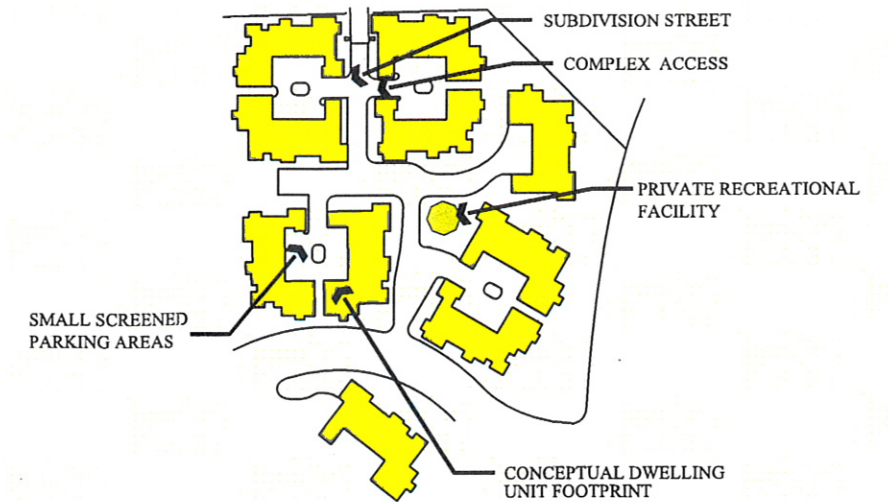 SUBDIVISION STREET
COMPLEX ACCESS
PRIVATE RECREATIONAL
FACILITY
SMALL SCREENED
PARKING AREAS
CONCEPTUAL DWELLING
UNIT FOOTPRINT